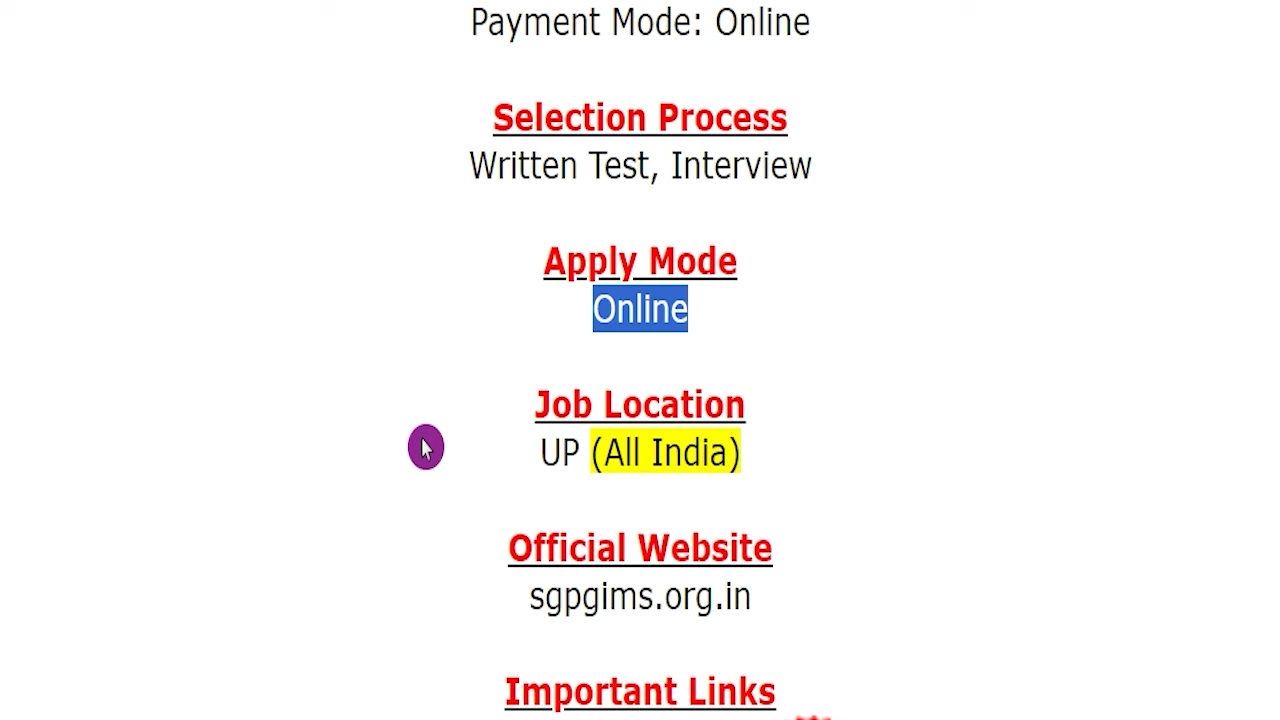 Payment Mode: Online
Selection Process
Written Test, Interview
Apply Mode
Online
Job Location
UP (All India)
Official Website
sgpgims.org.in
Important Links